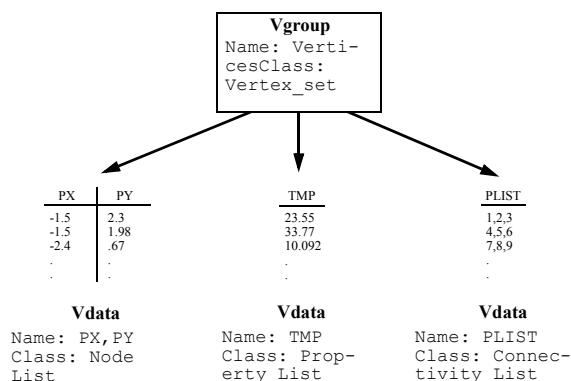 Vgroup
Name: Verti-
cesClass:
Vertex_set
PX PY
-1.5 2.3
-1.5 1.98
-2.4 .67
. .
. .
TMP
23.55
33.77
10.092
.
.
PLIST
1,2,3
4,5,6
7,8,9
.
.
Vdata
Name: PX,PY
Class: Node
List
Vdata
Name: TMP
Class: Prop-
erty List
Vdata
Name: PLIST
Class: Connec-
tivity List